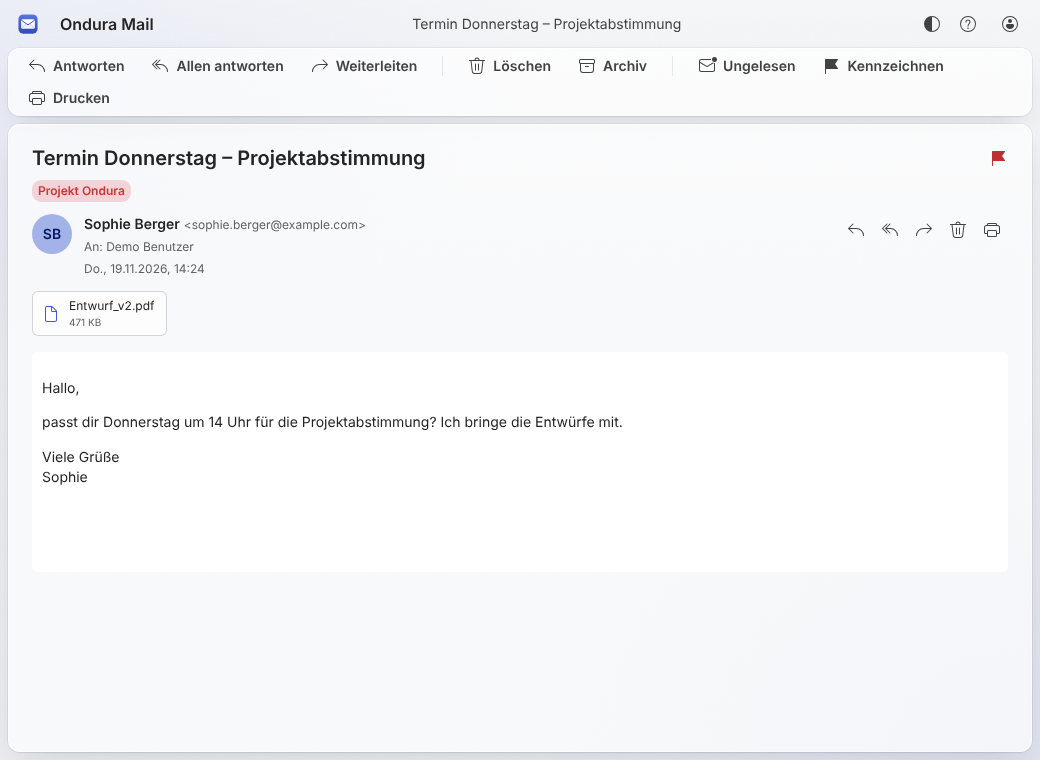 Ondura Mail
Termin Donnerstag – Projektabstimmung
Antworten Allen antworten Weiterleiten Löschen Archiv Ungelesen Kennzeichnen
Drucken
Termin Donnerstag – Projektabstimmung
Projekt Ondura
SB
Sophie Berger <sophie.berger@example.com>
An: Demo Benutzer
Do., 19.11.2026, 14:24
Entwurf_v2.pdf
471 KB
Hallo,
passt dir Donnerstag um 14 Uhr für die Projektabstimmung? Ich bringe die Entwürfe mit.
Viele Grüße
Sophie